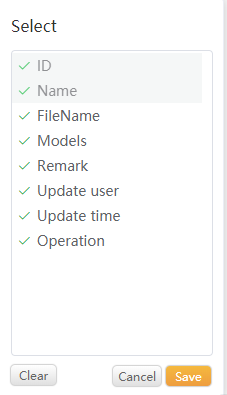 Select
ID
Name
FileName
Models
Remark
Update user
Update time
Operation
Clear Cancel Save